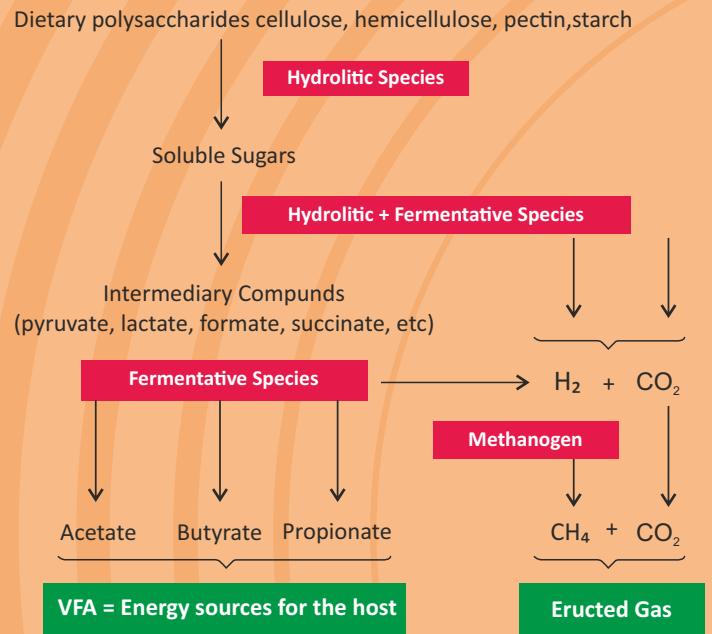 Dietary polysaccharides cellulose, hemicellulose, pectin,starch
Hydrolitic Species
Soluble Sugars
Hydrolitic + Fermentative Species
Intermediary Compunds
(pyruvate, lactate, formate, succinate, etc)
Fermentative Species
H₂ + CO₂
Methanogen
Acetate Butyrate Propionate
CH₄ + CO₂
VFA = Energy sources for the host
Eructed Gas